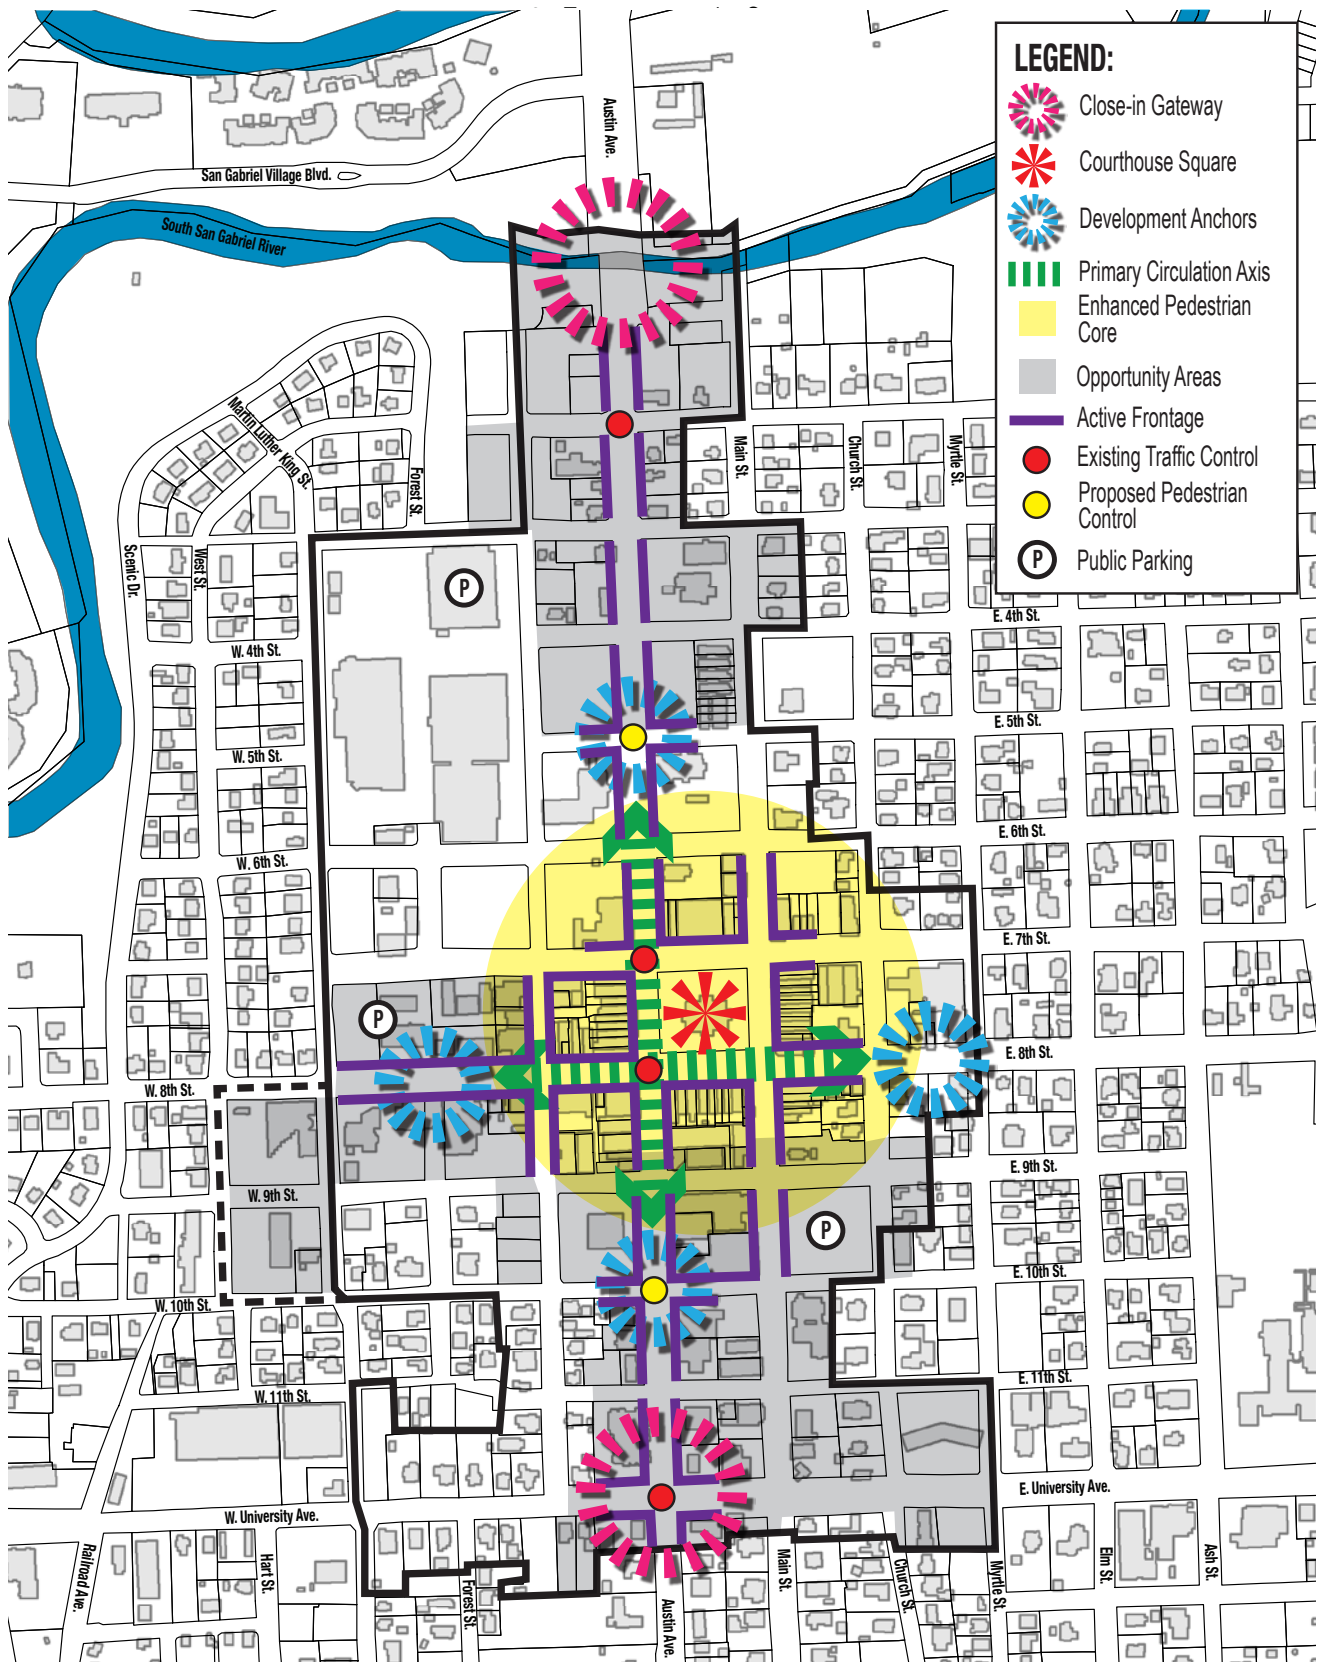 LEGEND:
Close-in Gateway
Courthouse Square
Development Anchors
Primary Circulation Axis
Enhanced Pedestrian
Core
Opportunity Areas
Active Frontage
Existing Traffic Control
Proposed Pedestrian
Control
P Public Parking
Austin Ave.
San Gabriel Village Blvd.
South San Gabriel River
Martin Luther King St.
Forest St.
Main St.
Church St.
Myrtle St.
Scenic Dr.
West St.
P
E. 4th St.
W. 4th St.
E. 5th St.
W. 5th St.
E. 6th St.
W. 6th St.
E. 7th St.
P
E. 8th St.
W. 8th St.
E. 9th St.
W. 9th St.
P
E. 10th St.
W. 10th St.
E. 11th St.
W. 11th St.
E. University Ave.
W. University Ave.
Railroad Ave.
Hart St.
Forest St.
Austin Ave.
Main St.
Church St.
Myrtle St.
Elm St.
Ash St.